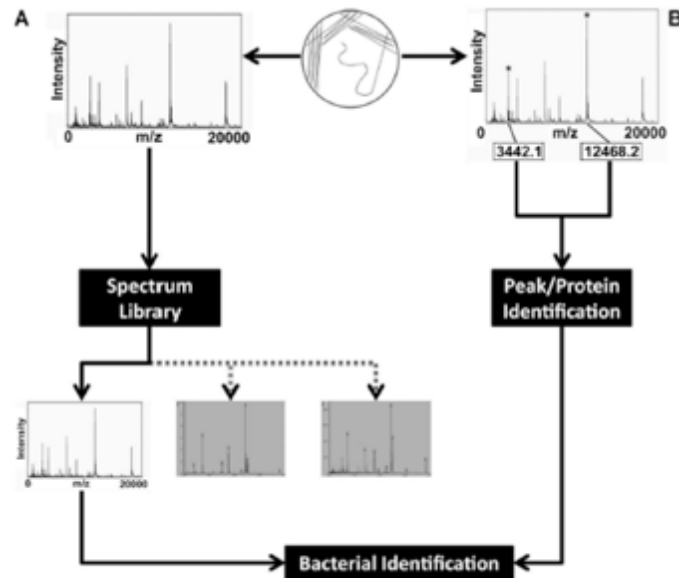 A
B
Intensity
0
m/z
20000
Intensity
*
*
0
m/z
20000
3442.1
12468.2
Spectrum
Library
Peak/Protein
Identification
Intensity
0
m/z
20000
Bacterial Identification